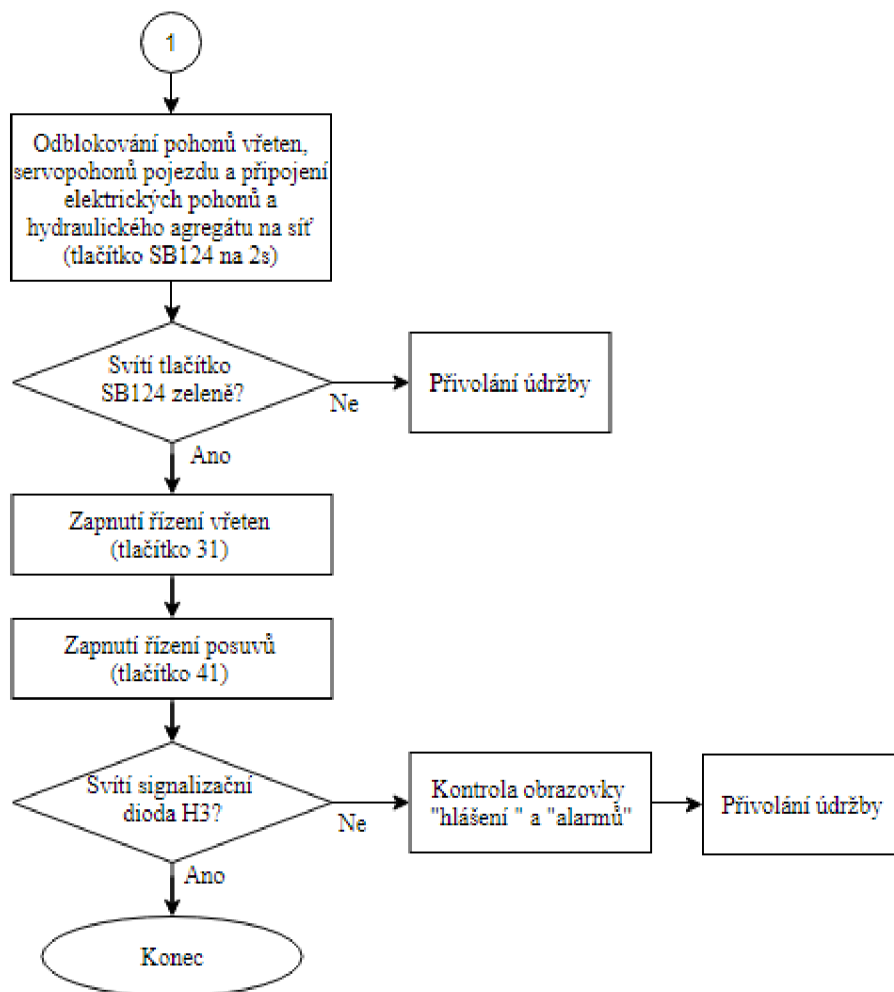 1
Odblokování pohonů vřeten,
servopohonů pojezdu a připojení
elektrických pohonů a
hydraulického agregátu na síť
(tlačítko SB124 na 2s)
Svítí tlačítko
SB124 zeleně?
Ne
Přivolání údržby
Ano
Zapnutí řízení vřeten
(tlačítko 31)
Zapnutí řízení posuvů
(tlačítko 41)
Svítí signalizační
dioda H3?
Ne
Kontrola obrazovky
"hlášení " a "alarmů"
Přivolání údržby
Ano
Konec